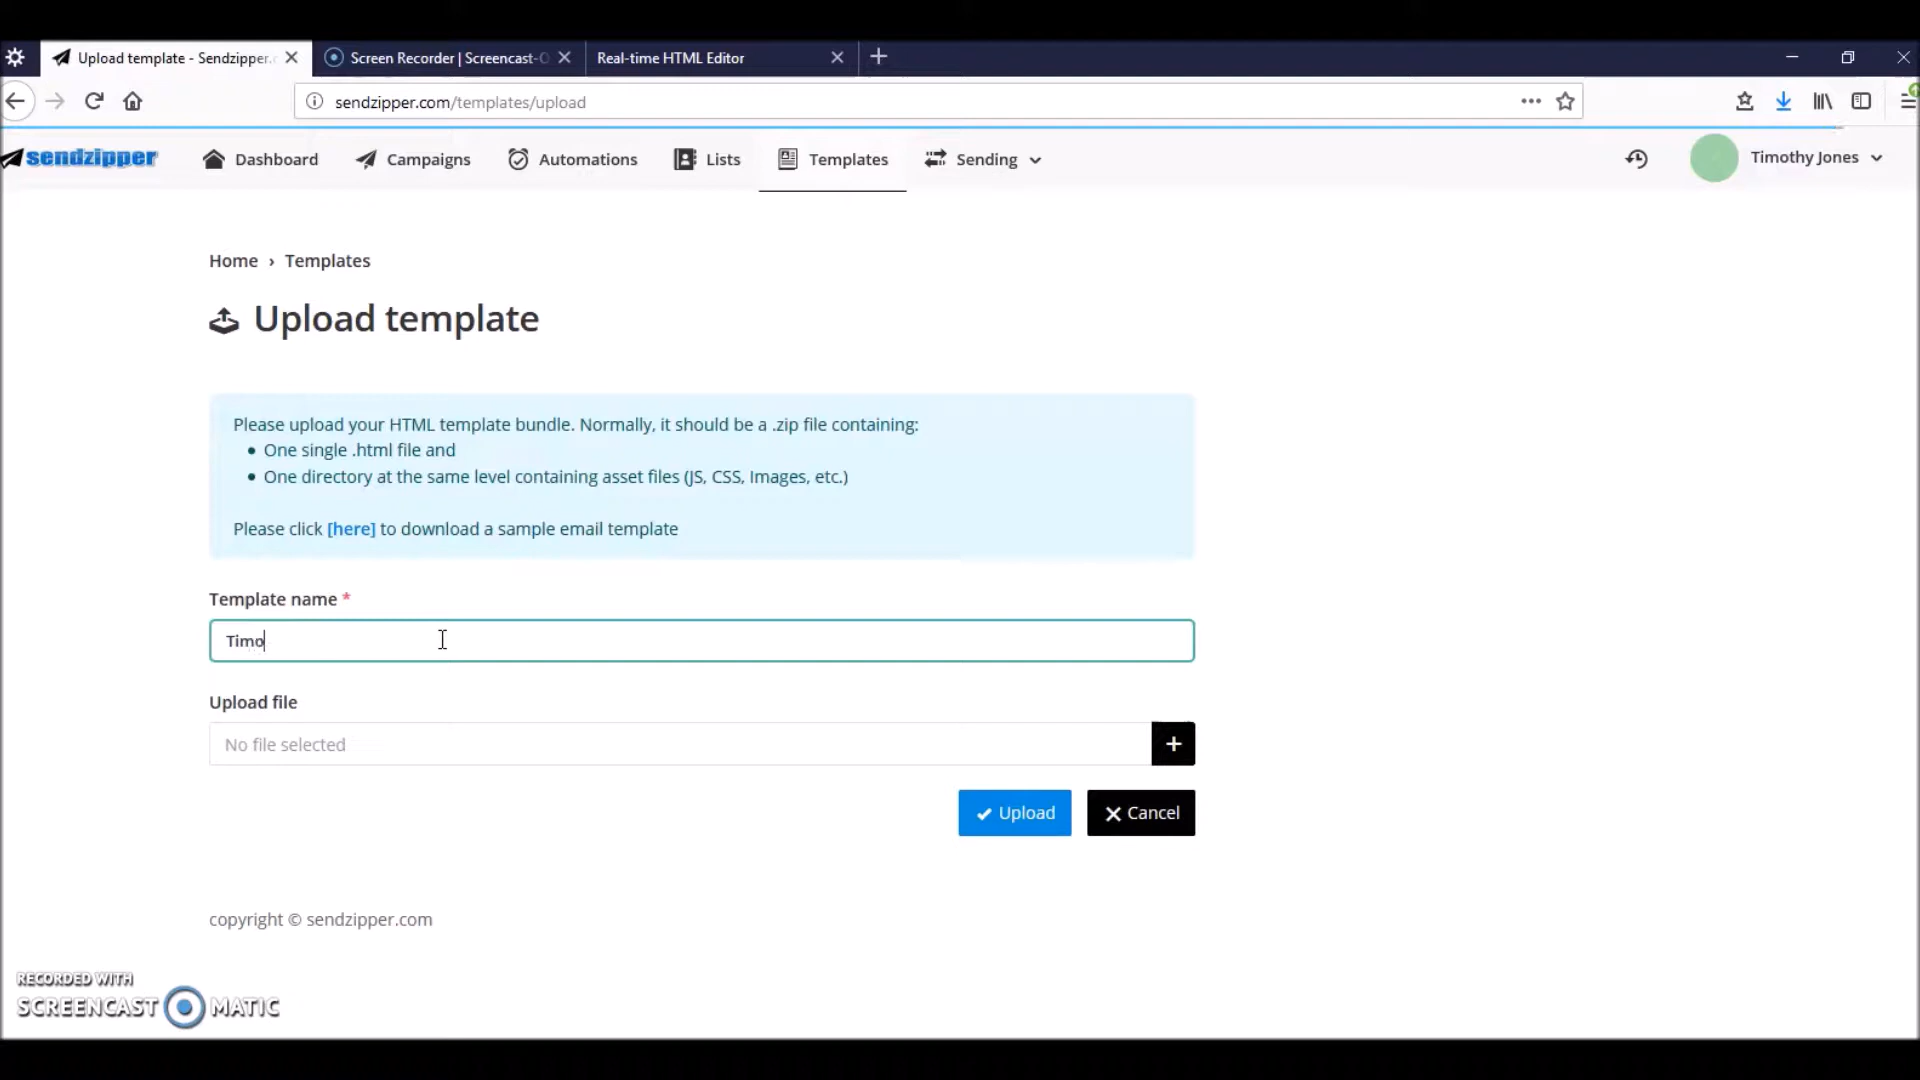 Upload template - Sendzipper.c
Screen Recorder | Screencast-O
Real-time HTML Editor
sendzipper.com/templates/upload
sendzipper
Dashboard
Campaigns
Automations
Lists
Templates
Sending
Timothy Jones
Home › Templates
Upload template
Please upload your HTML template bundle. Normally, it should be a .zip file containing:
• One single .html file and
• One directory at the same level containing asset files (JS, CSS, Images, etc.)
Please click [here] to download a sample email template
Template name *
Timo
Upload file
No file selected
+
Upload
Cancel
copyright © sendzipper.com
RECORDED WITH
SCREENCAST MATIC